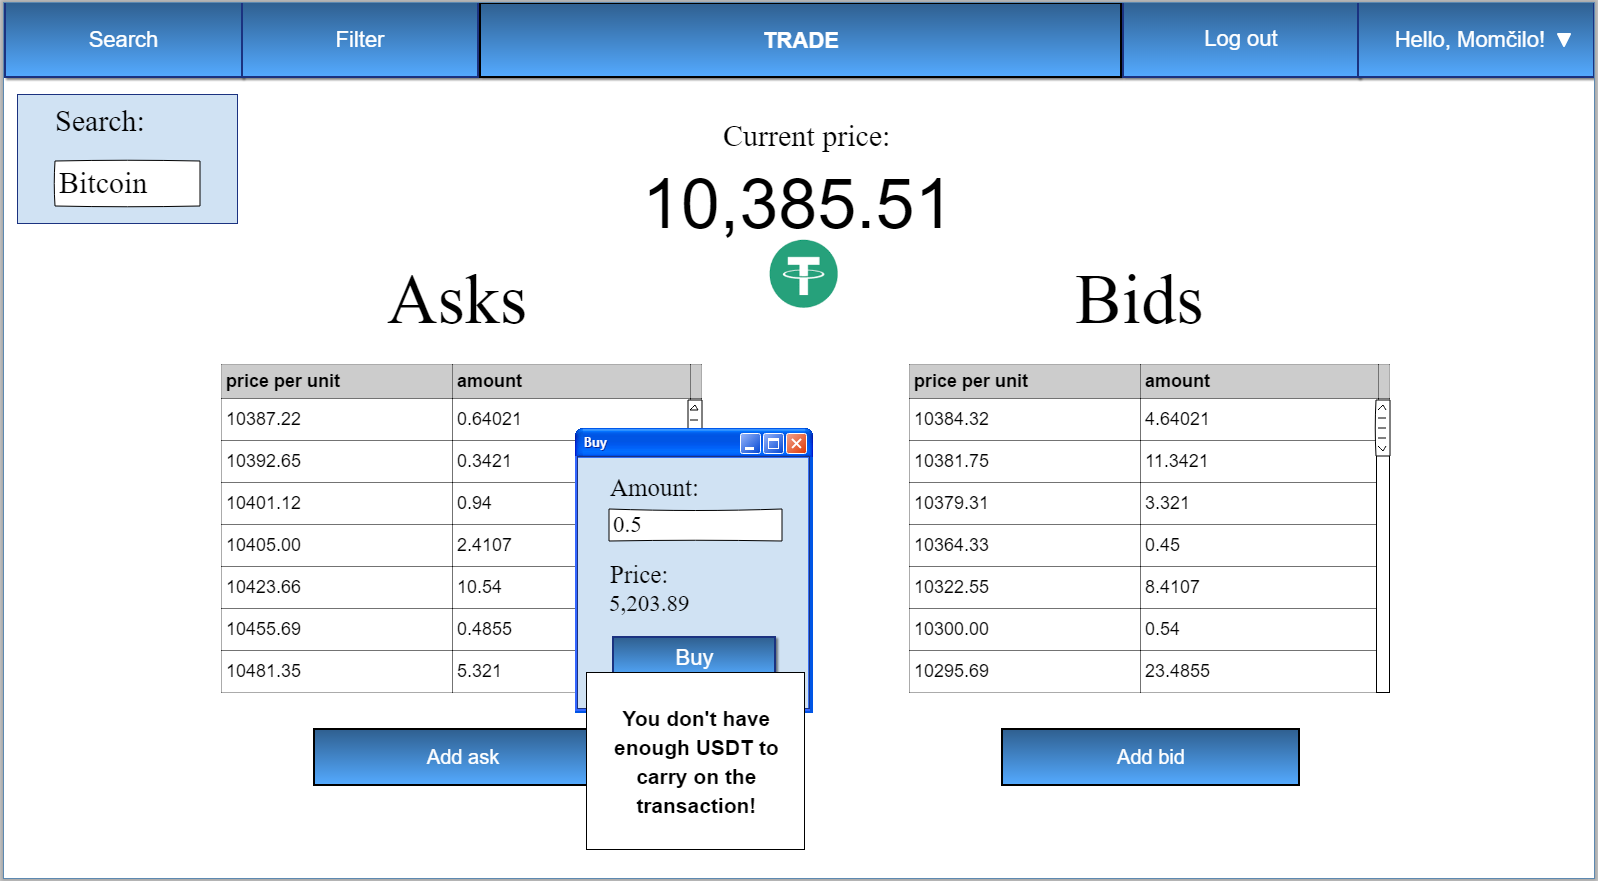 Search
Filter
TRADE
Log out
Hello, Momčilo! ▼
Search:
Bitcoin
Current price:
10,385.51
Asks
Bids
price per unit amount
10387.22 0.64021
10392.65 0.3421
10401.12 0.94
10405.00 2.4107
10423.66 10.54
10455.69 0.4855
10481.35 5.321
Add ask
Buy
Amount:
0.5
Price:
5,203.89
Buy
You don't have
enough USDT to
carry on the
transaction!
price per unit amount
10384.32 4.64021
10381.75 11.3421
10379.31 3.321
10364.33 0.45
10322.55 8.4107
10300.00 0.54
10295.69 23.4855
Add bid